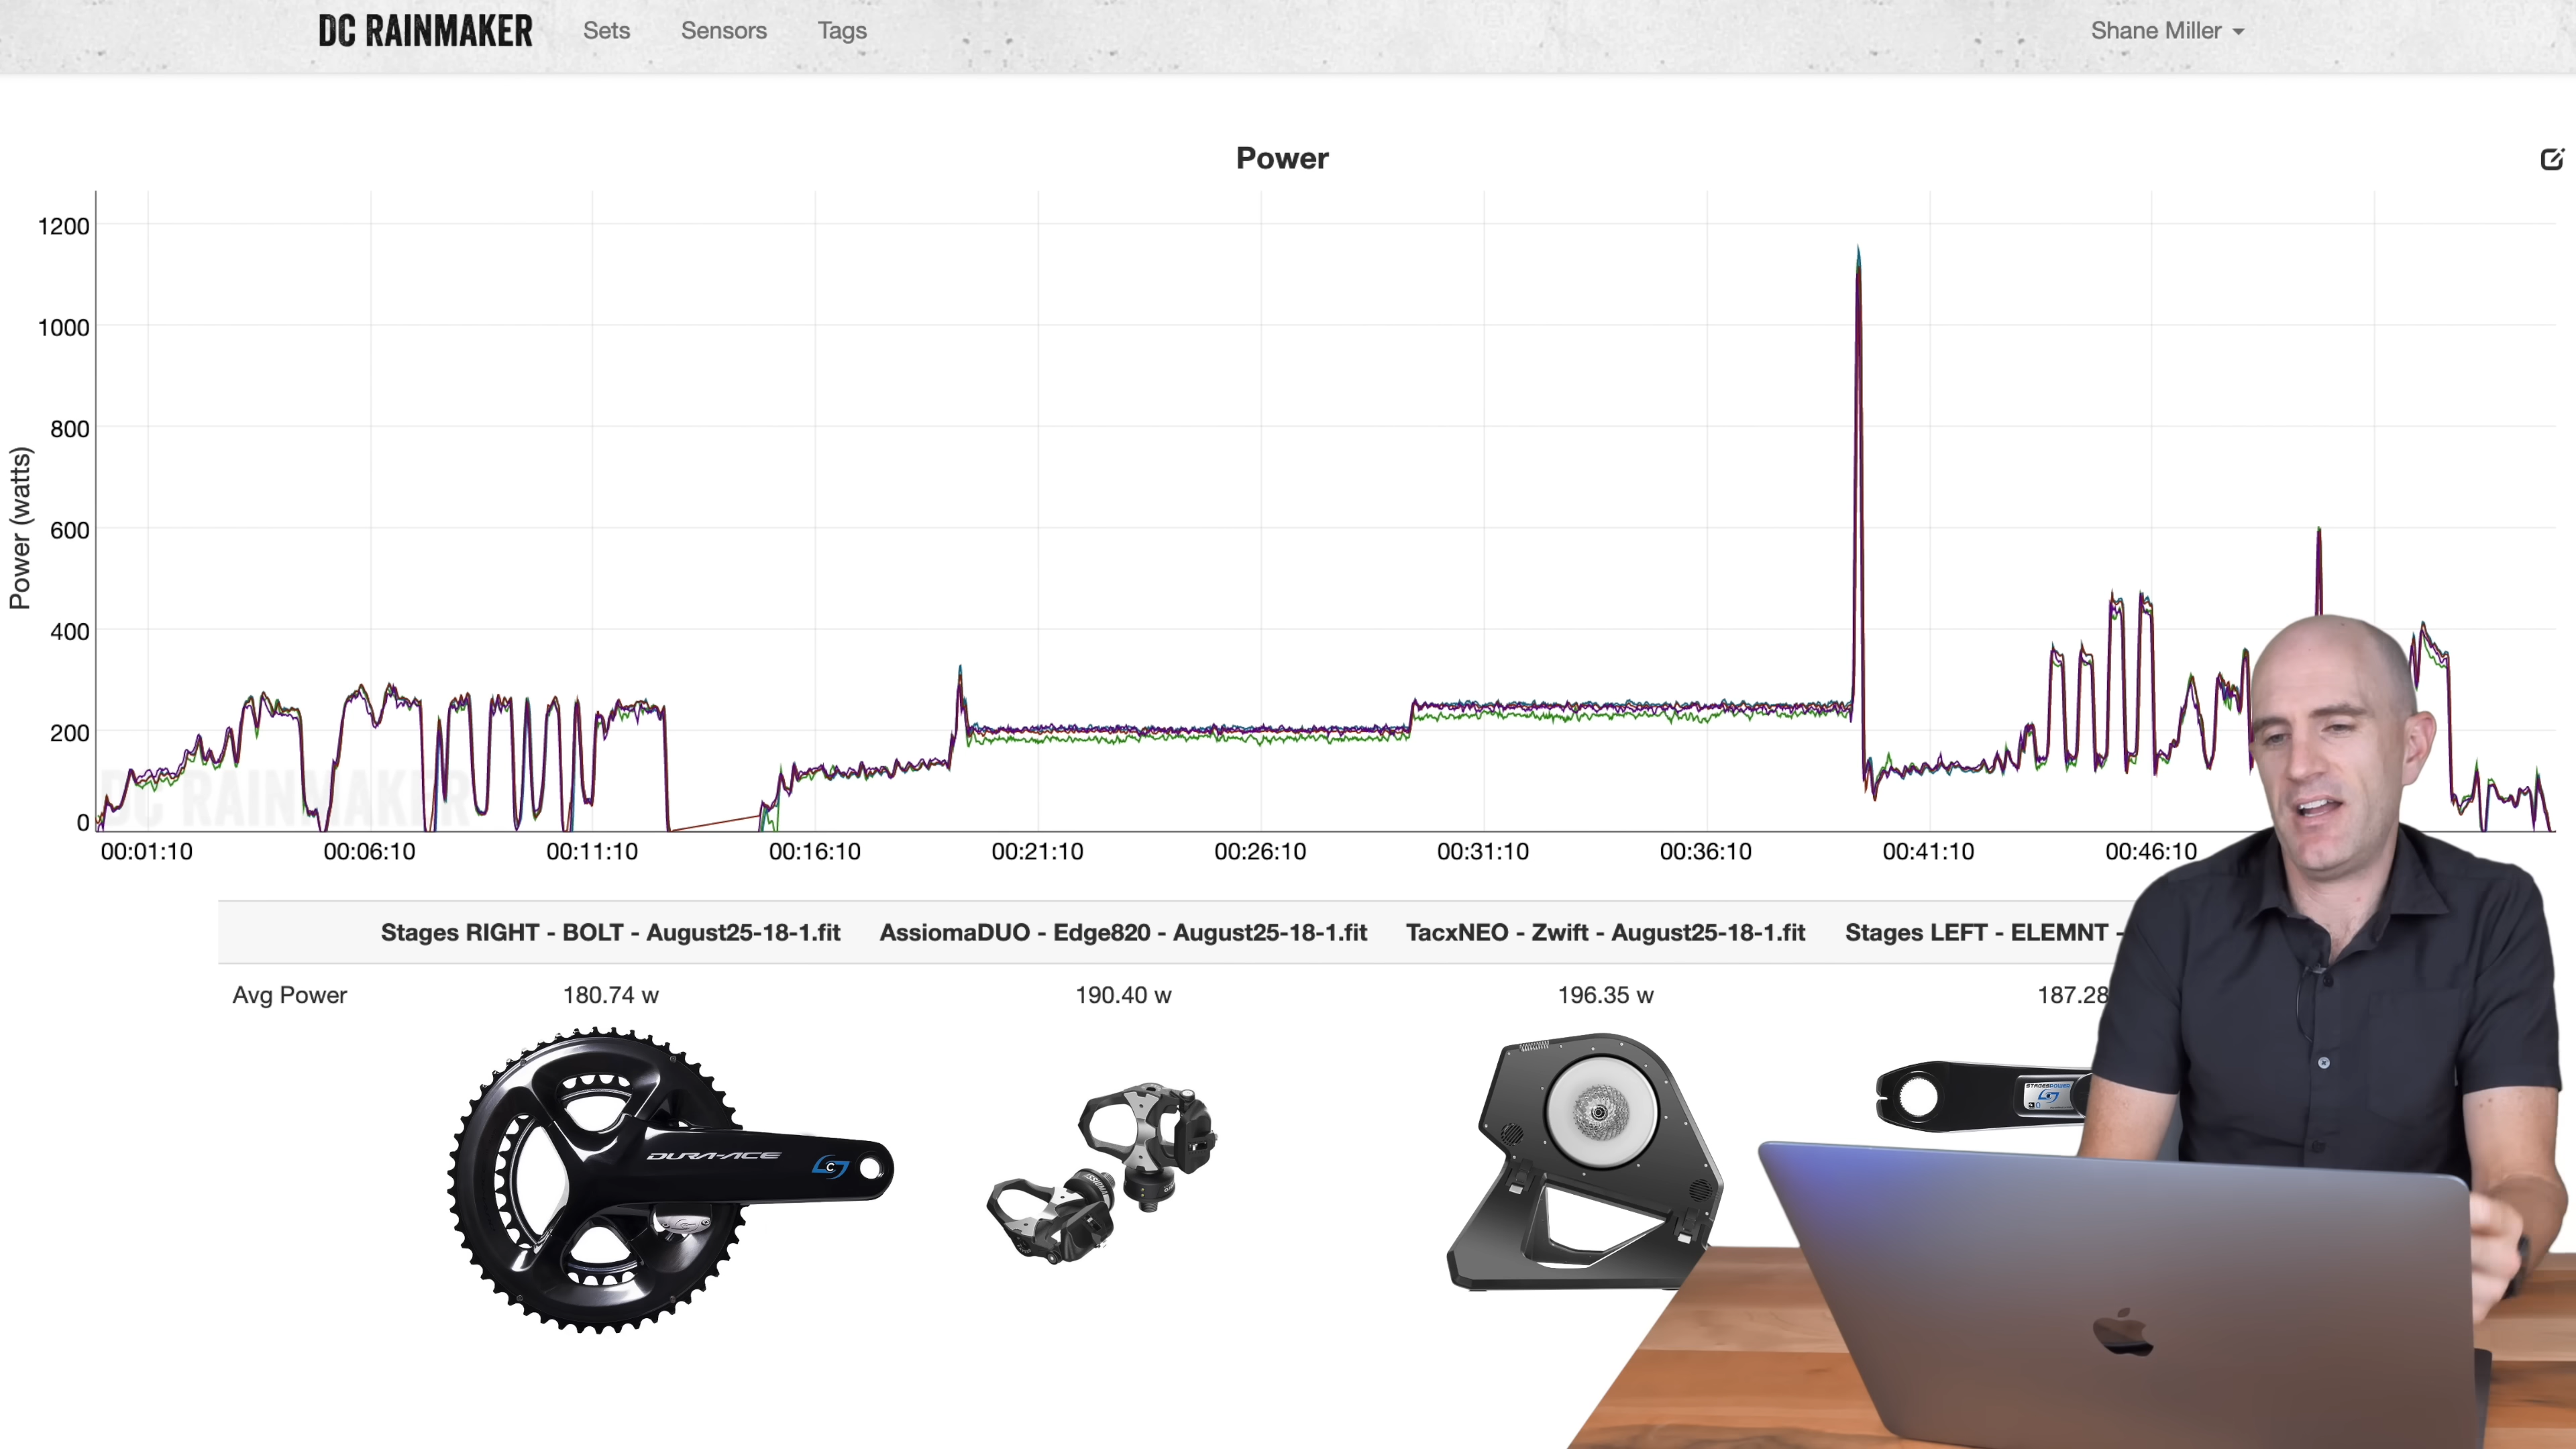 DC RAINMAKER Sets Sensors Tags Shane Miller
Power
1200
1000
800
600
400
200
0
Power (watts)
DC RAINMAKER
00:01:10 00:06:10 00:11:10 00:16:10 00:21:10 00:26:10 00:31:10 00:36:10 00:41:10 00:46:10
Stages RIGHT - BOLT - August25-18-1.fit AssiomaDUO - Edge820 - August25-18-1.fit TacxNEO - Zwift - August25-18-1.fit Stages LEFT - ELEMNT -
Avg Power 180.74 w 190.40 w 196.35 w 187.28
DURA-ACE
STAGESPOWER